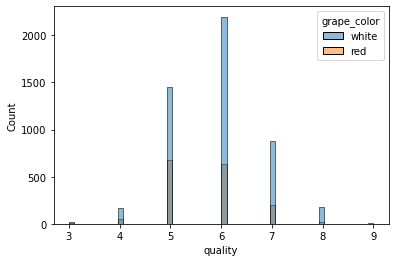 grape_color
white
red
2000
1500
1000
500
0
Count
3 4 5 6 7 8 9
quality